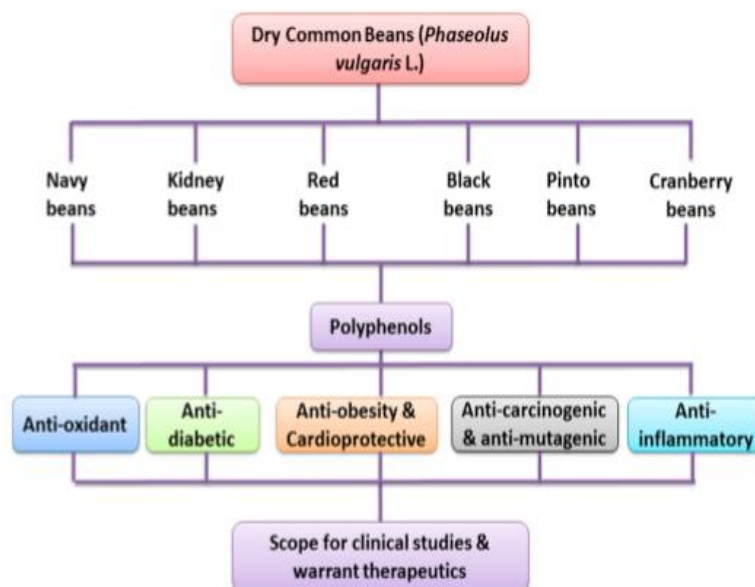 Dry Common Beans (Phaseolus
vulgaris L.)
Navy
beans
Kidney
beans
Red
beans
Black
beans
Pinto
beans
Cranberry
beans
Polyphenols
Anti-oxidant
Anti-
diabetic
Anti-obesity &
Cardioprotective
Anti-carcinogenic
& anti-mutagenic
Anti-
inflammatory
Scope for clinical studies &
warrant therapeutics